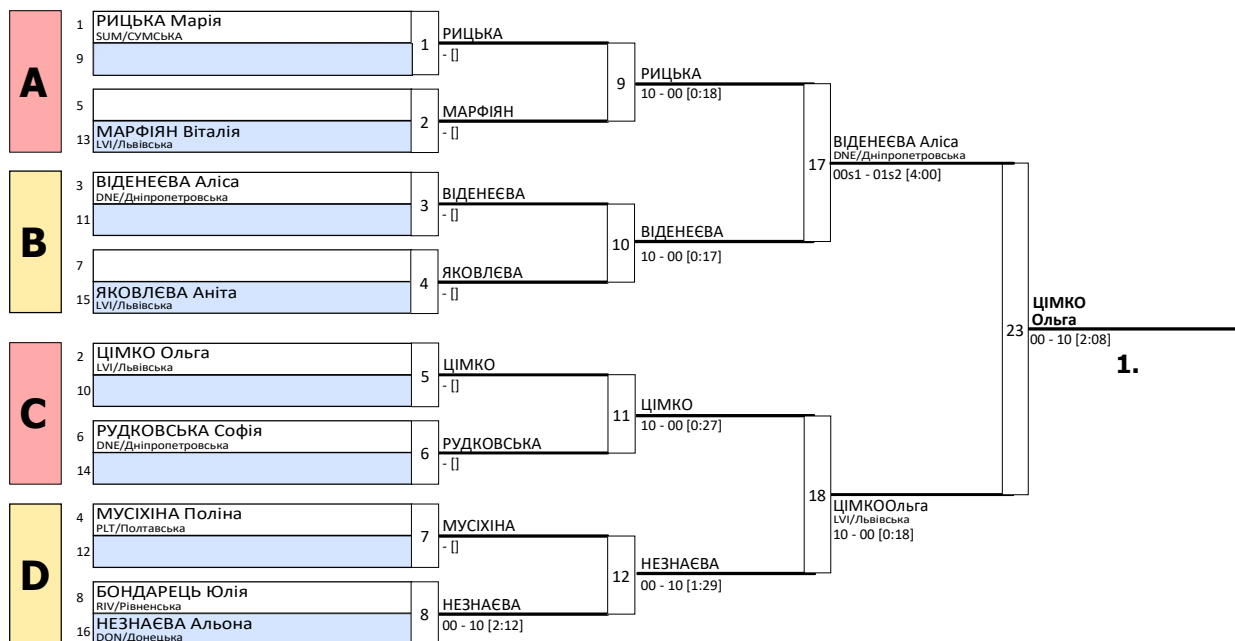 A
1 РИЦЬКА Марія
SUM/СУМСЬКА
9
1
РИЦЬКА
- []
5
13 МАРФІЯН Віталія
LVI/Львівська
2
МАРФІЯН
- []
9
РИЦЬКА
10 - 00 [0:18]
B
3 ВІДЕНЕЄВА Аліса
DNE/Дніпропетровська
11
3
ВІДЕНЕЄВА
- []
7
15 ЯКОВЛЄВА Аніта
LVI/Львівська
4
ЯКОВЛЄВА
- []
10
ВІДЕНЕЄВА
10 - 00 [0:17]
17
ВІДЕНЕЄВА Аліса
DNE/Дніпропетровська
00s1 - 01s2 [4:00]
C
2 ЦІМКО Ольга
LVI/Львівська
10
5
ЦІМКО
- []
6 РУДКОВСЬКА Софія
DNE/Дніпропетровська
14
6
РУДКОВСЬКА
- []
11
ЦІМКО
10 - 00 [0:27]
D
4 МУСІХІНА Поліна
PLT/Полтавська
12
7
МУСІХІНА
- []
8 БОНДАРЕЦЬ Юлія
RIV/Рівненська
16 НЕЗНАЄВА Альона
DON/Донецька
8
НЕЗНАЄВА
00 - 10 [2:12]
12
НЕЗНАЄВА
00 - 10 [1:29]
18
ЦІМКООльга
LVI/Львівська
10 - 00 [0:18]
23
ЦІМКО
Ольга
00 - 10 [2:08]
1.